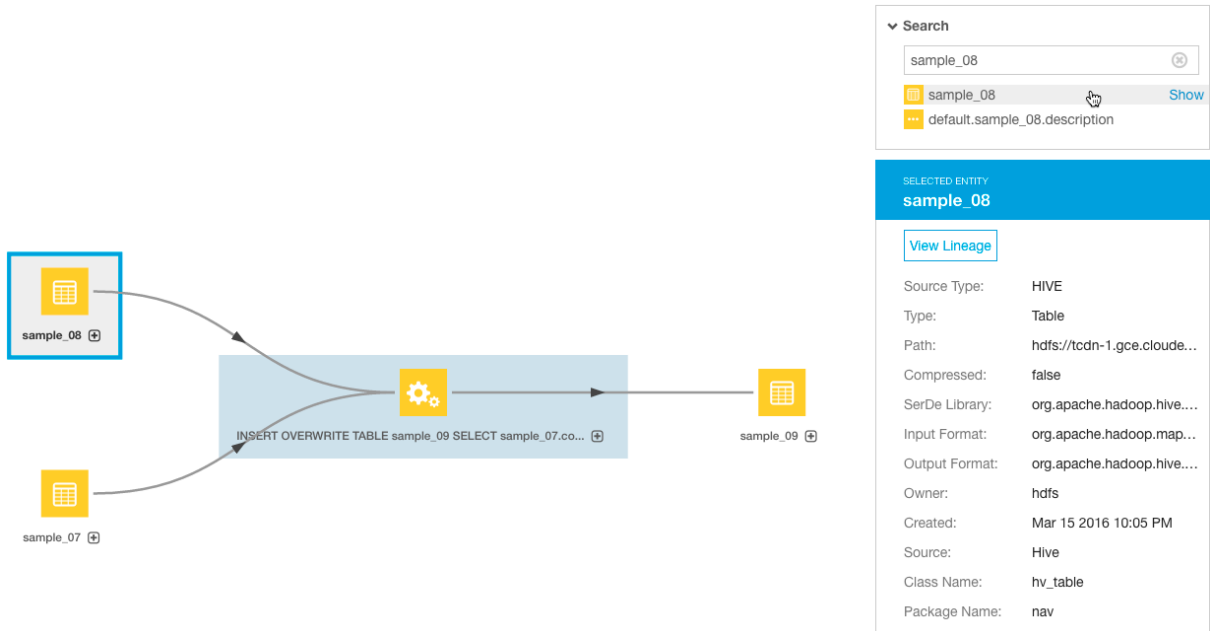 Search
sample_08
sample_08 Show
default.sample_08.description
SELECTED ENTITY
sample_08
View Lineage
Source Type: HIVE
Type: Table
Path: hdfs://tcdn-1.gce.cloude...
Compressed: false
SerDe Library: org.apache.hadoop.hive....
Input Format: org.apache.hadoop.map...
Output Format: org.apache.hadoop.hive....
Owner: hdfs
Created: Mar 15 2016 10:05 PM
Source: Hive
Class Name: hv_table
Package Name: nav
sample_08
INSERT OVERWRITE TABLE sample_09 SELECT sample_07.co...
sample_09
sample_07